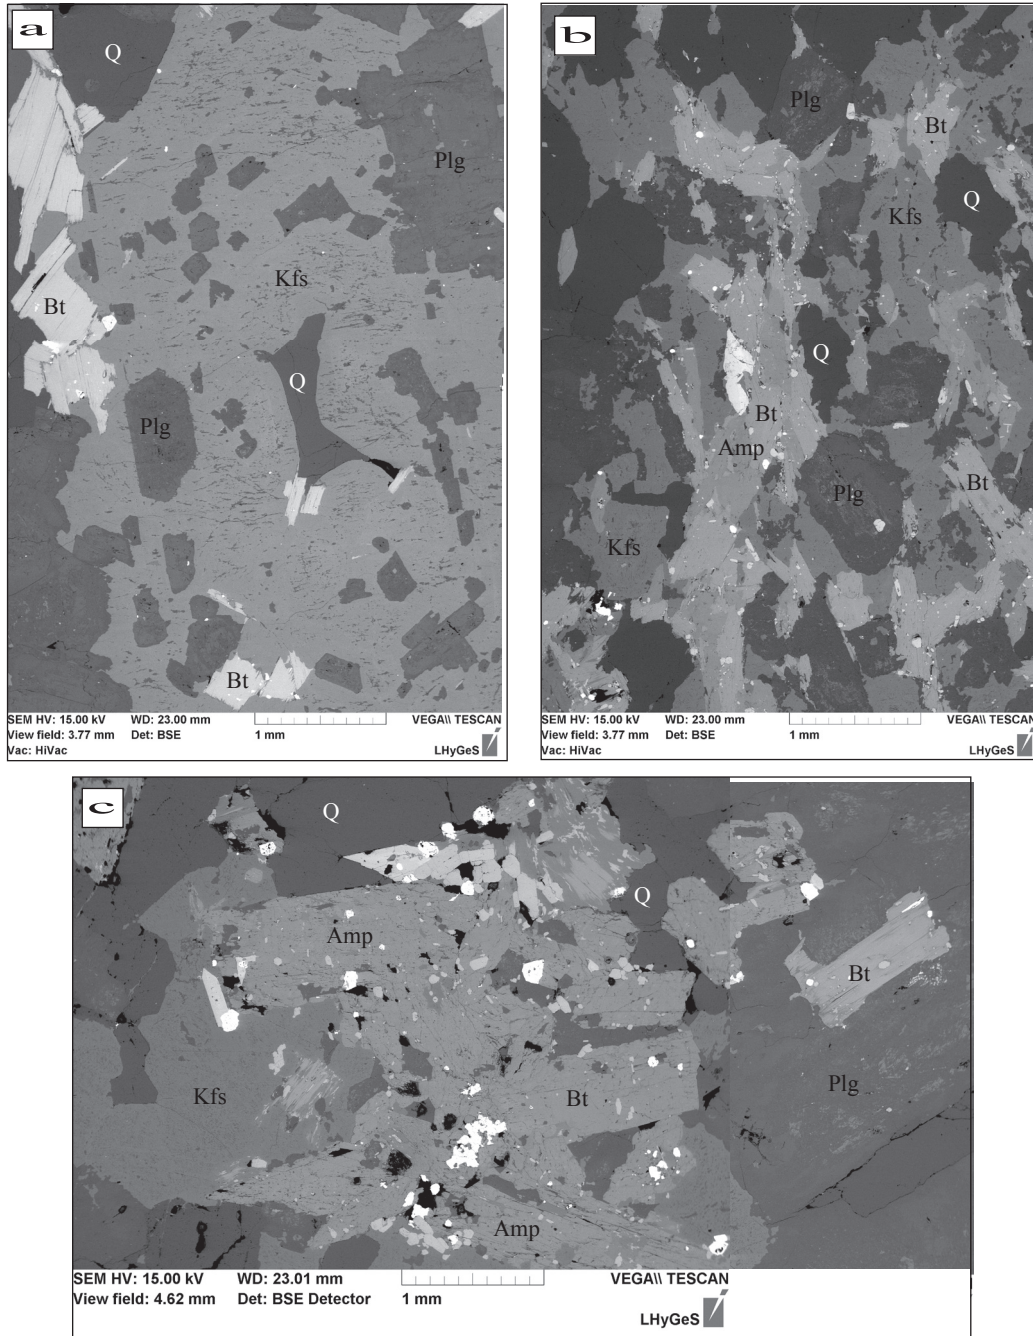 a
Q
Plg
Kfs
Bt
Q
Plg
Bt
SEM HV: 15.00 kV WD: 23.00 mm VEGA\\ TESCAN
View field: 3.77 mm Det: BSE 1 mm
Vac: HiVac LHyGeS
b
Plg
Bt
Q
Kfs
Q
Bt
Amp
Bt
Plg
Kfs
SEM HV: 15.00 kV WD: 23.00 mm VEGA\\ TESCAN
View field: 3.77 mm Det: BSE 1 mm
Vac: HiVac LHyGeS
c
Q
Q
Amp
Bt
Plg
Kfs
Bt
Amp
SEM HV: 15.00 kV WD: 23.01 mm VEGA\\ TESCAN
View field: 4.62 mm Det: BSE Detector 1 mm
LHyGeS